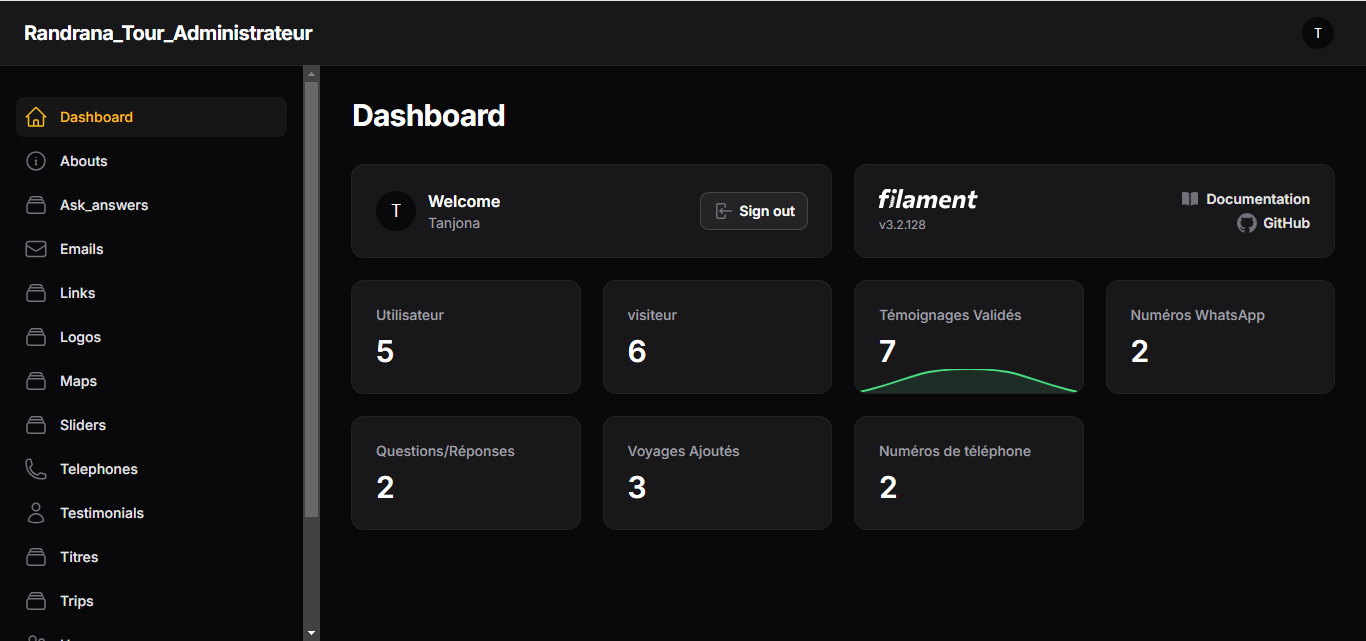 Randrana_Tour_Administrateur
T
Dashboard
Abouts
Ask_answers
Emails
Links
Logos
Maps
Sliders
Telephones
Testimonials
Titres
Trips
Dashboard
T
Welcome
Tanjona
Sign out
filament
v3.2.128
Documentation
GitHub
Utilisateur
5
visiteur
6
Témoignages Validés
7
Numéros WhatsApp
2
Questions/Réponses
2
Voyages Ajoutés
3
Numéros de téléphone
2